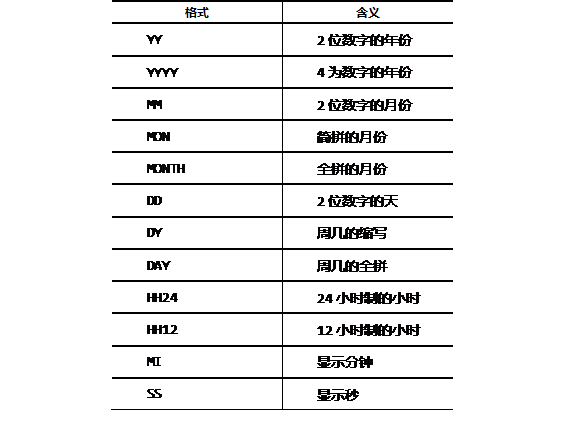 格式 含义
YY 2 位数字的年份
YYYY 4 为数字的年份
MM 2 位数字的月份
MON 简拼的月份
MONTH 全拼的月份
DD 2 位数字的天
DY 周几的缩写
DAY 周几的全拼
HH24 24 小时制的小时
HH12 12 小时制的小时
MI 显示分钟
SS 显示秒